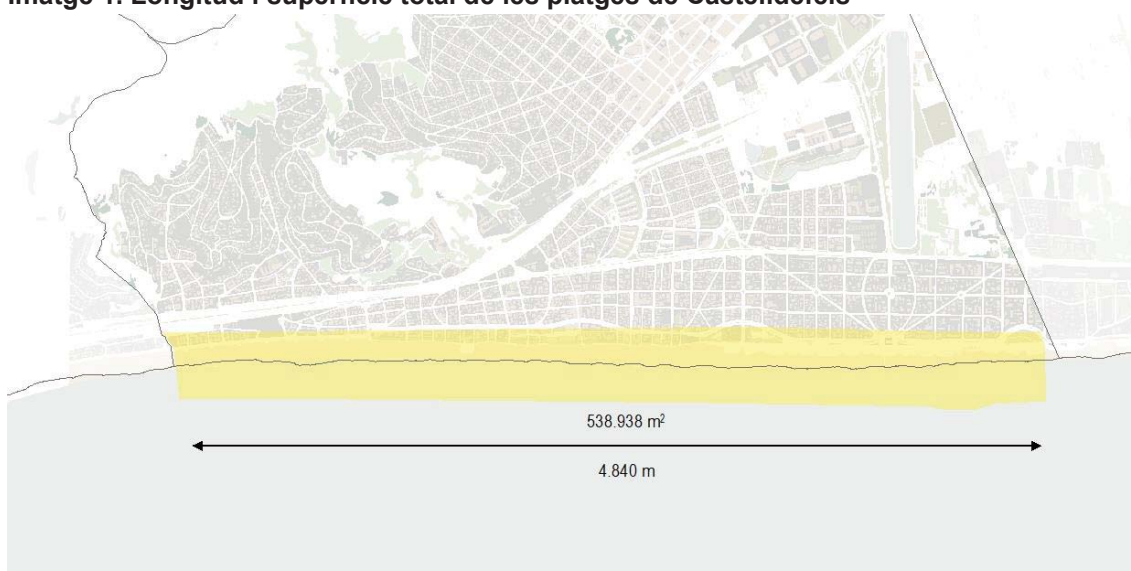 Imatge 1. Longitud i superfície total de les platges de Castelldefels
538.938 m²
4.840 m